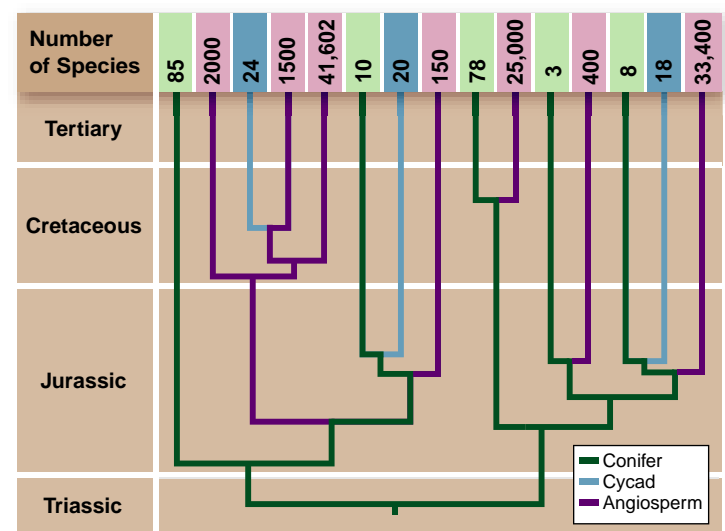 Number
of Species
85
2000
24
1500
41,602
10
20
150
78
25,000
3
400
8
18
33,400
Tertiary
Cretaceous
Jurassic
Triassic
Conifer
Cycad
Angiosperm